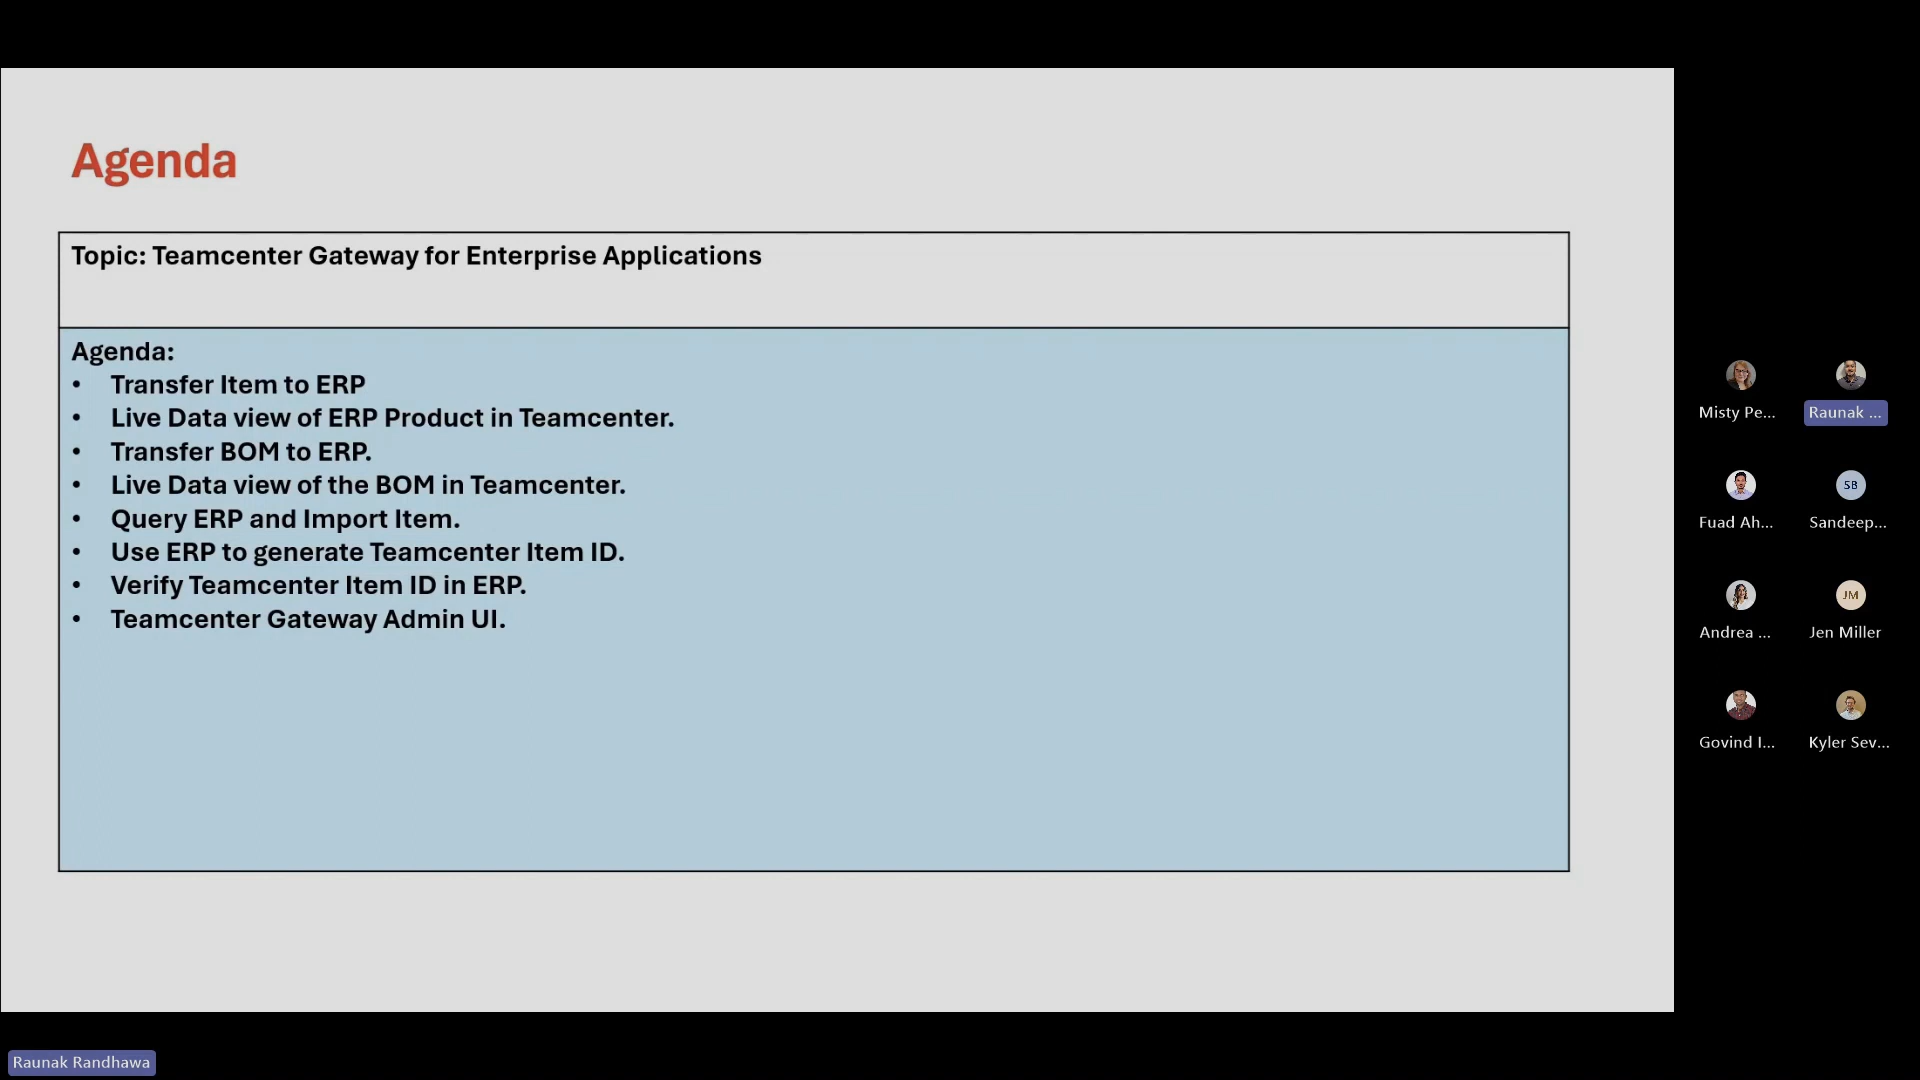 Agenda
Topic: Teamcenter Gateway for Enterprise Applications
Agenda:
• Transfer Item to ERP
• Live Data view of ERP Product in Teamcenter.
• Transfer BOM to ERP.
• Live Data view of the BOM in Teamcenter.
• Query ERP and Import Item.
• Use ERP to generate Teamcenter Item ID.
• Verify Teamcenter Item ID in ERP.
• Teamcenter Gateway Admin UI.
Misty Pe...
Raunak ...
Fuad Ah...
SB
Sandeep...
Andrea ...
JM
Jen Miller
Govind I...
Kyler Sev...
Raunak Randhawa